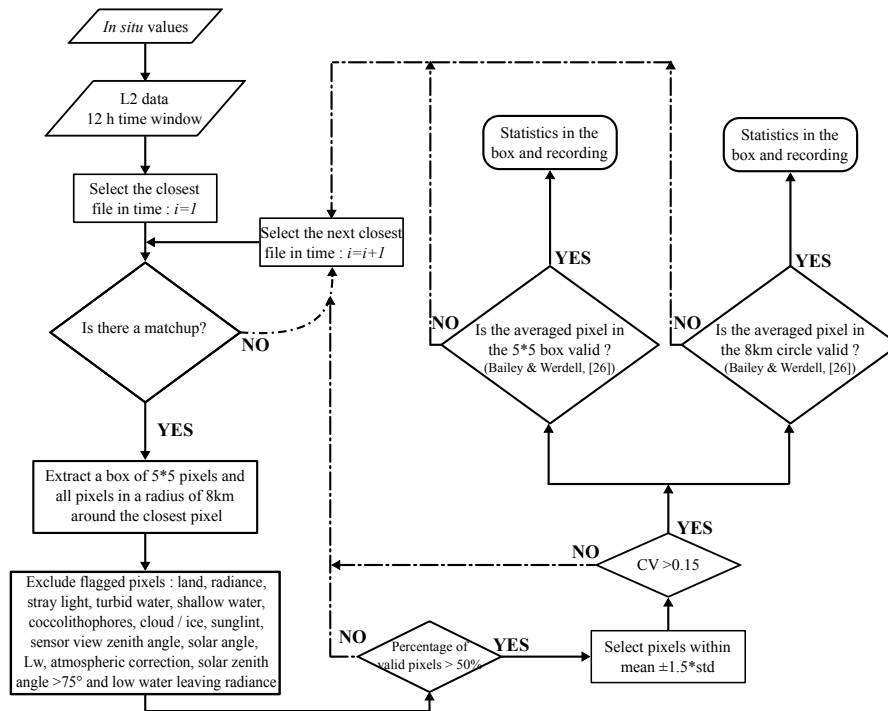 In situ values
L2 data
12 h time window
Select the closest
file in time : i=1
Select the next closest
file in time : i=i+1
Is there a matchup?
NO
YES
Extract a box of 5*5 pixels and
all pixels in a radius of 8km
around the closest pixel
Exclude flagged pixels : land, radiance,
stray light, turbid water, shallow water,
coccolithophores, cloud / ice, sunglint,
sensor view zenith angle, solar angle,
Lw, atmospheric correction, solar zenith
angle >75° and low water leaving radiance
NO
Percentage of
valid pixels > 50%
YES
Select pixels within
mean ±1.5*std
NO
CV >0.15
YES
NO
Is the averaged pixel in
the 5*5 box valid ?
(Bailey & Werdell, [26])
YES
Statistics in the
box and recording
NO
Is the averaged pixel in
the 8km circle valid ?
(Bailey & Werdell, [26])
YES
Statistics in the
box and recording